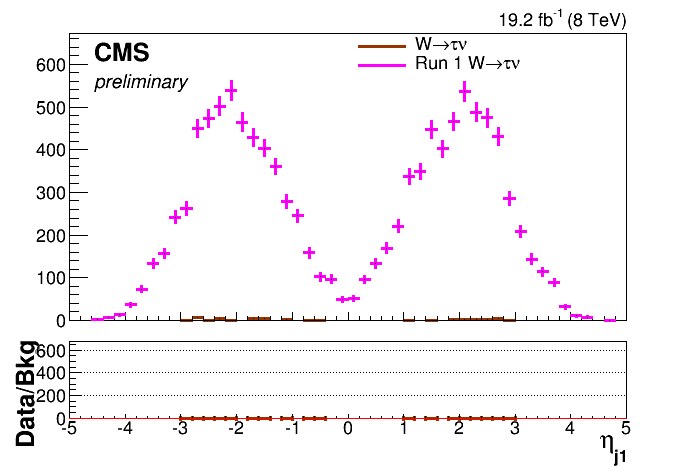 19.2 fb⁻¹ (8 TeV)
CMS
preliminary
W→τν
Run 1 W→τν
600
500
400
300
200
100
0
Data/Bkg
600
400
200
0
-5 -4 -3 -2 -1 0 1 2 3 4 5
η_j1